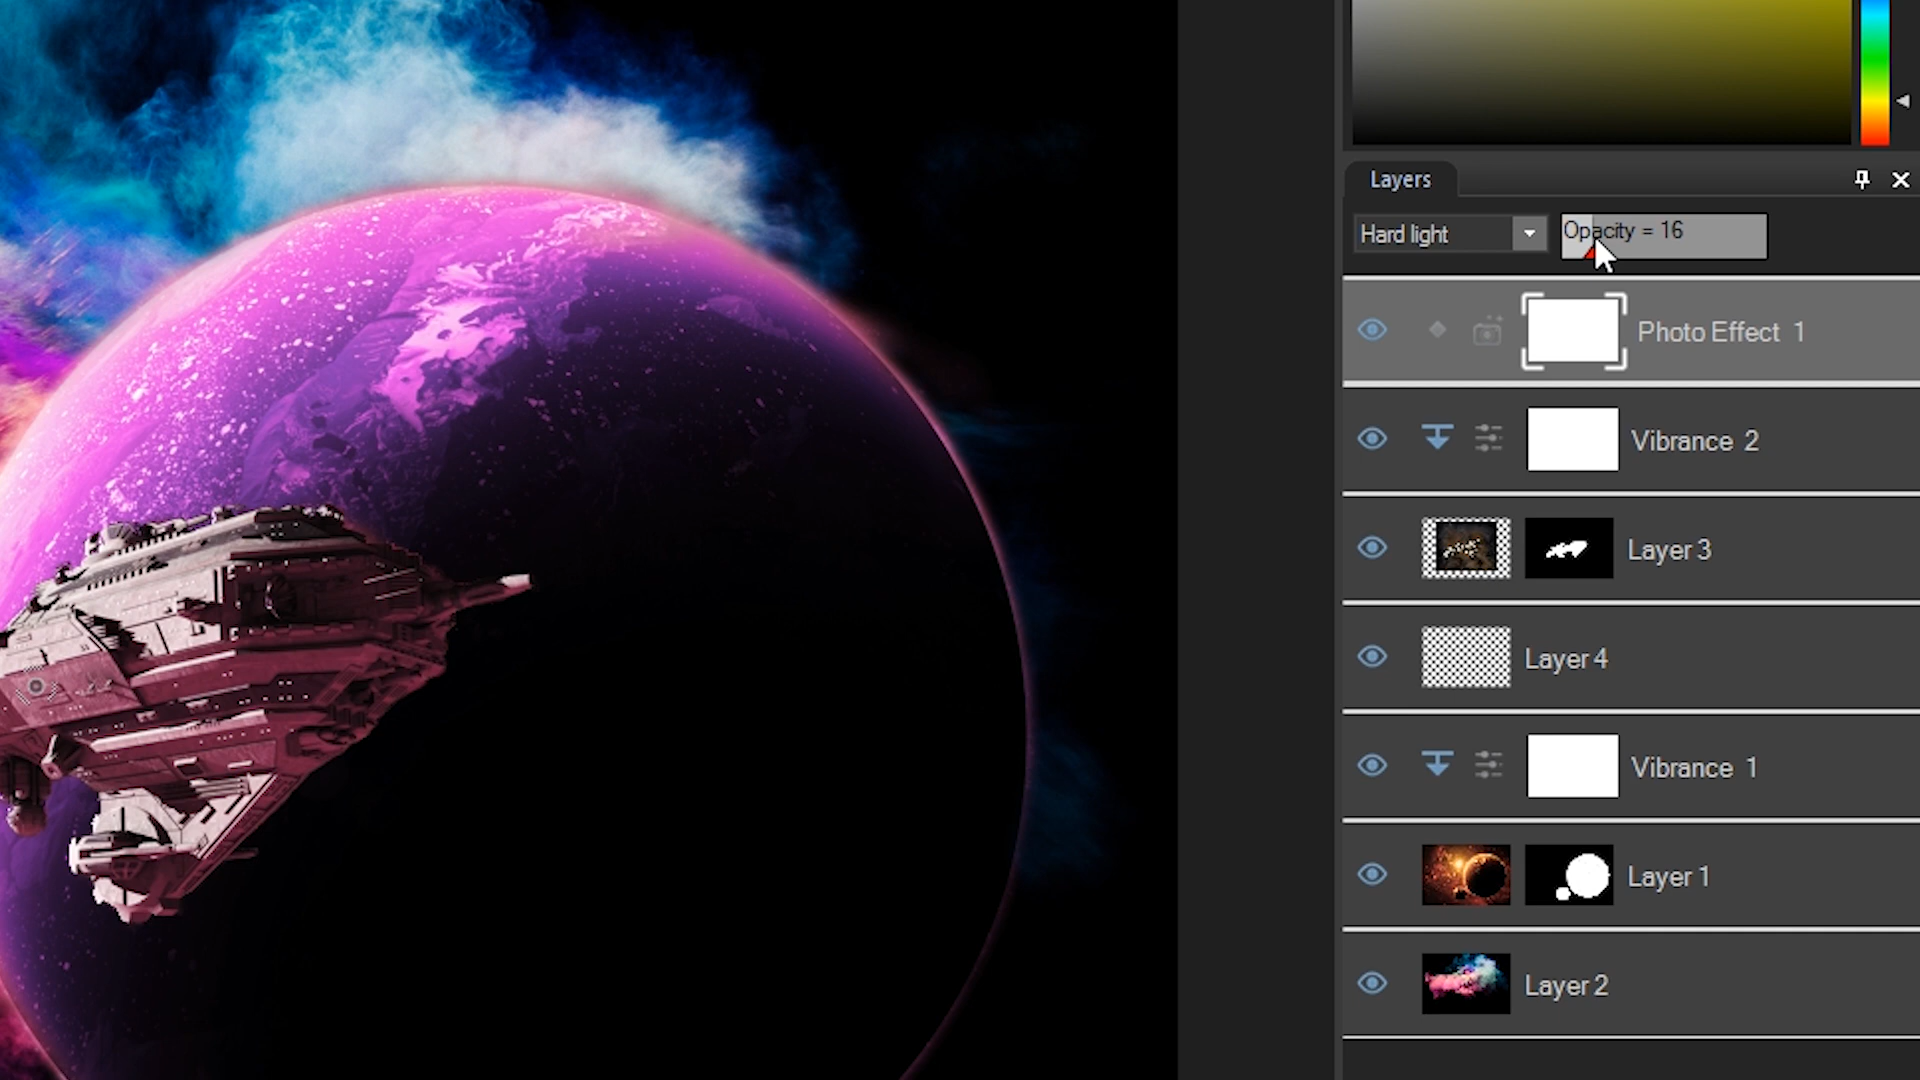 Layers
Hard light
Opacity = 16
Photo Effect 1
Vibrance 2
Layer 3
Layer 4
Vibrance 1
Layer 1
Layer 2